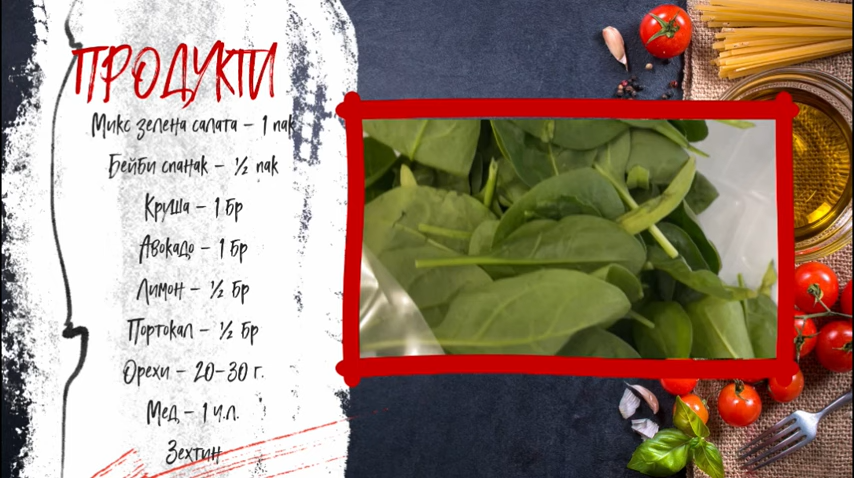 ПРОДУКТИ
Микс зелена салата – 1 пак
Бейби спанак – ½ пак
Круша – 1 бр
Авокадо – 1 бр
Лимон – ½ бр
Портокал – ½ бр
Орехи – 20-30 г.
Мед – 1 ч.л.
Зехтин